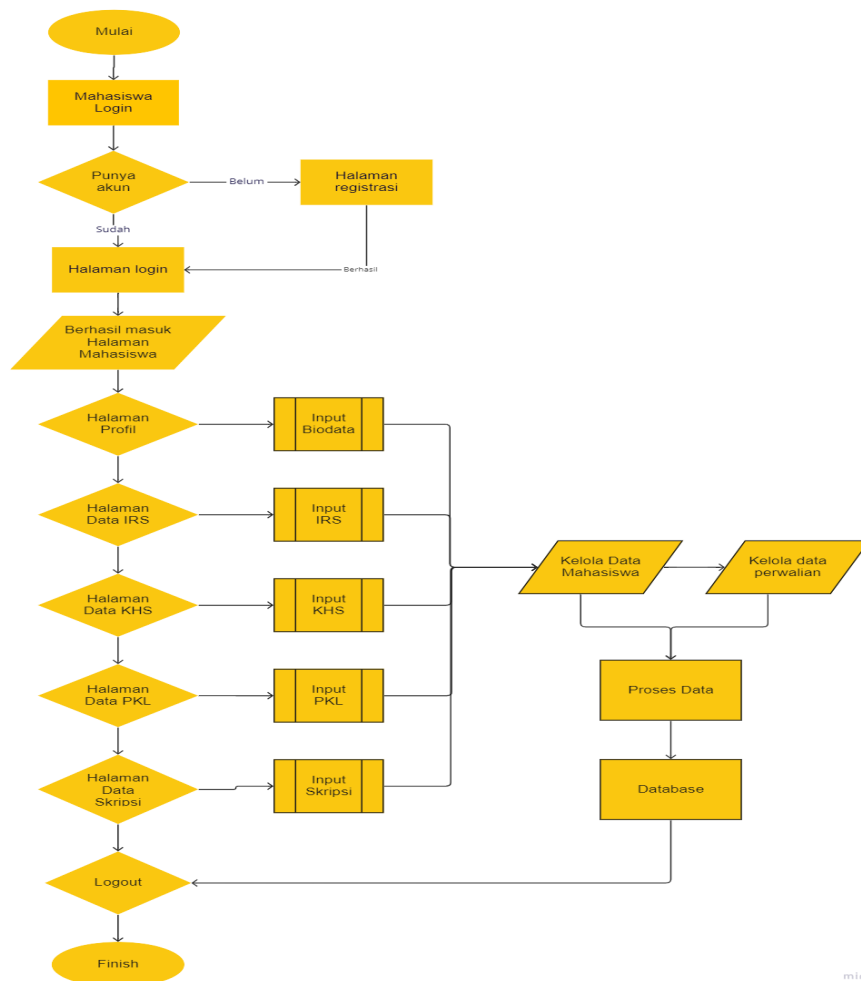 Mulai
Mahasiswa
Login
Punya
akun
Belum
Halaman
registrasi
Sudah
Halaman login
Berhasil
Berhasil masuk
Halaman
Mahasiswa
Halaman
Profil
Input
Biodata
Halaman
Data IRS
Input
IRS
Kelola Data
Mahasiswa
Kelola data
perwalian
Halaman
Data KHS
Input
KHS
Halaman
Data PKL
Input
PKL
Proses Data
Halaman
Data
Skripsi
Input
Skripsi
Database
Logout
Finish